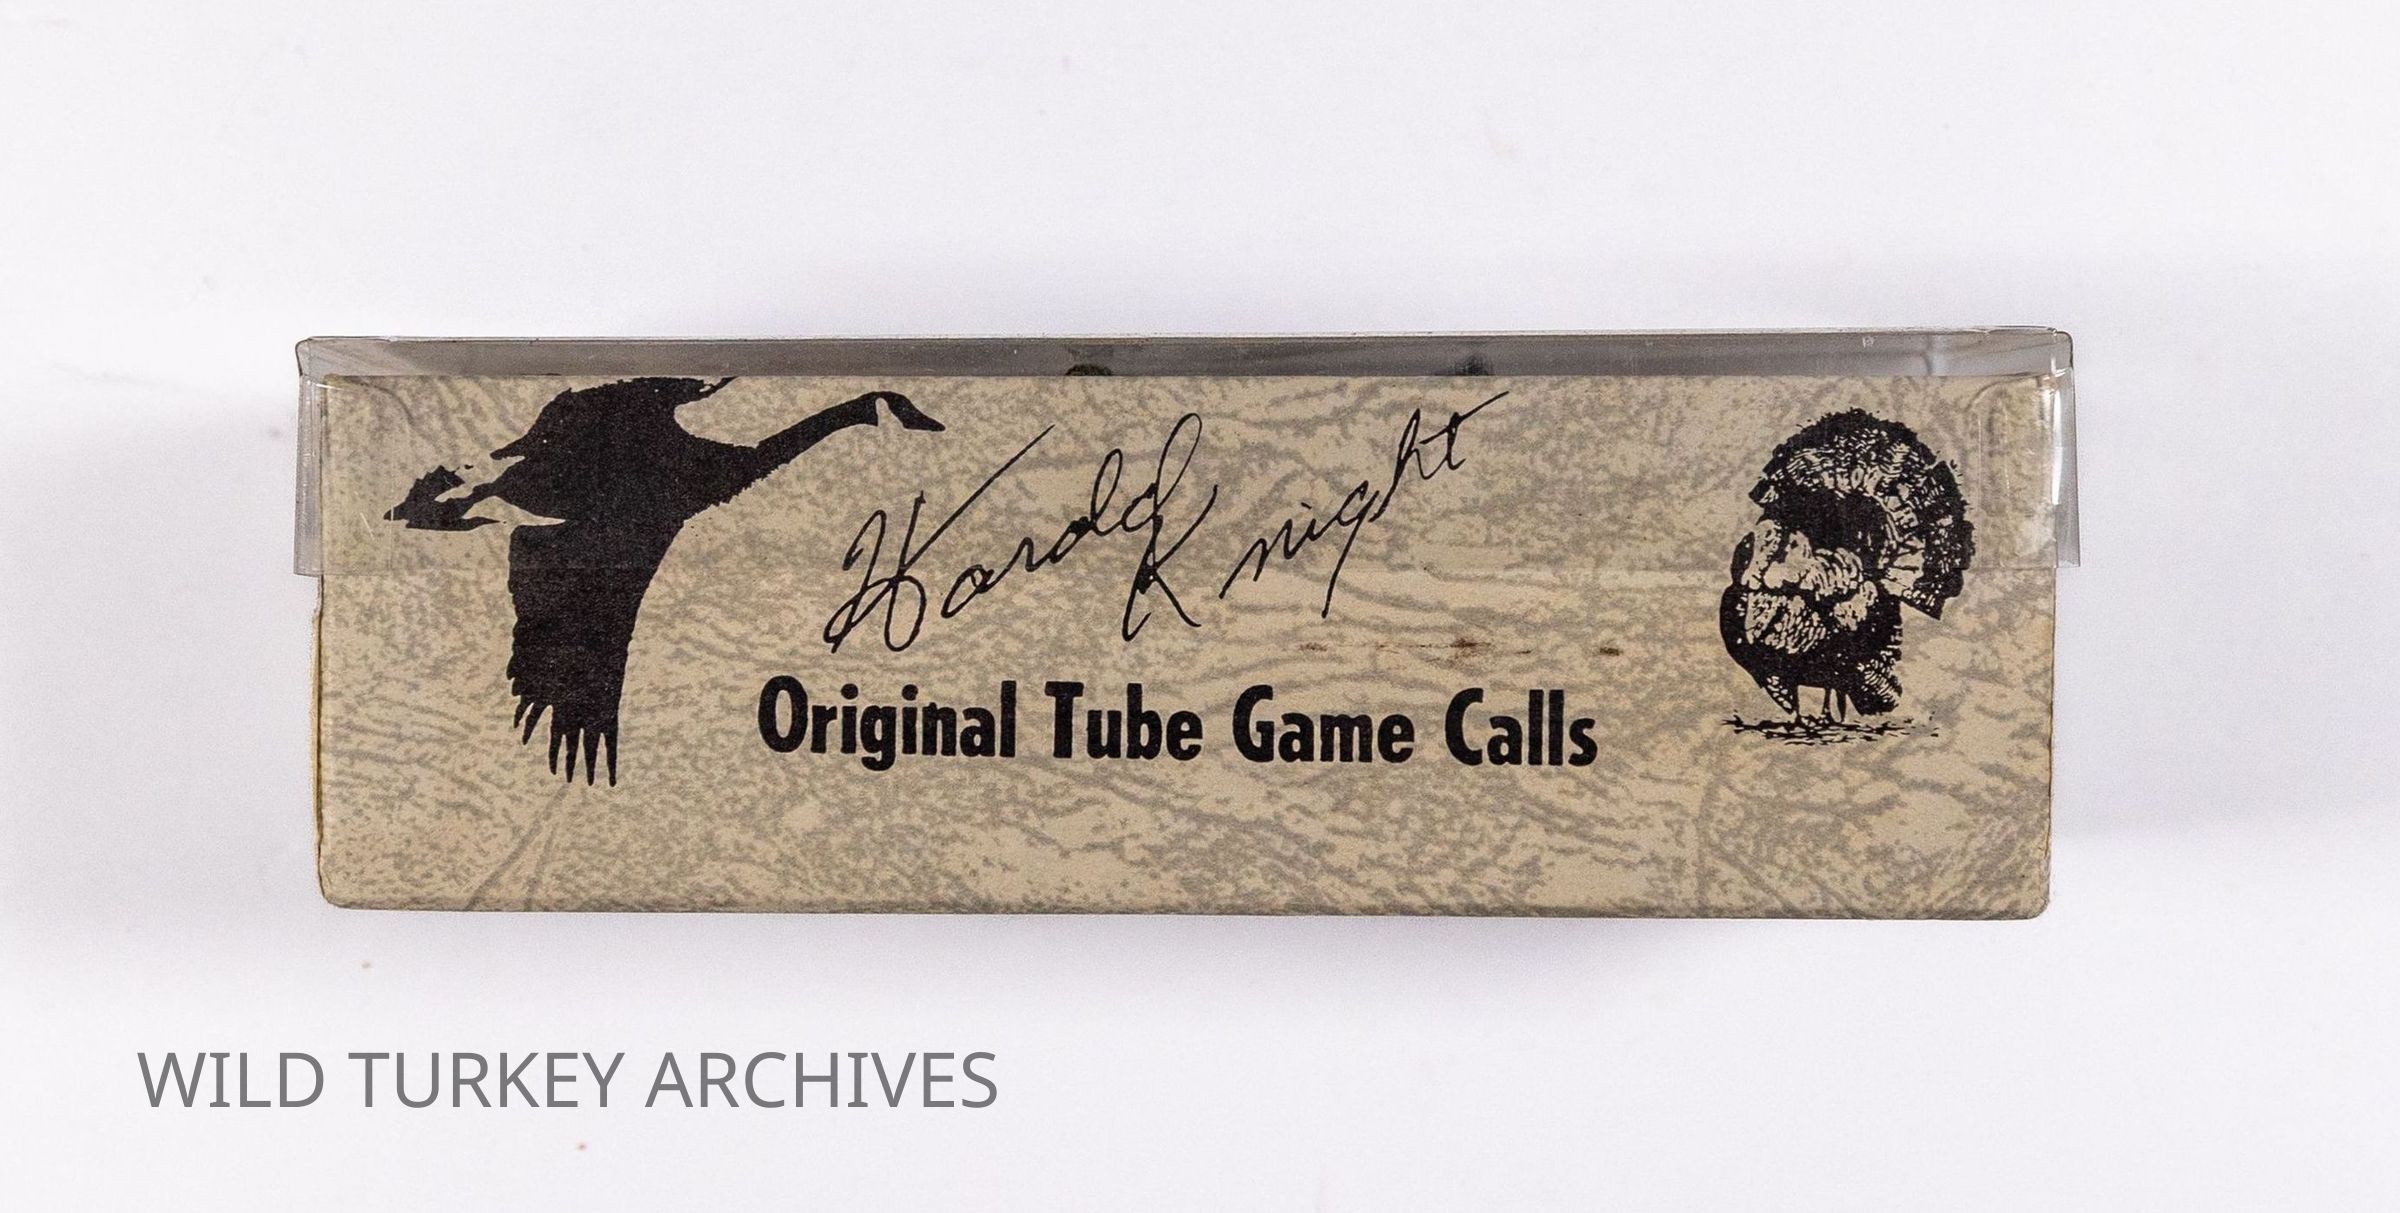 Harold Knight
Original Tube Game Calls
WILD TURKEY ARCHIVES